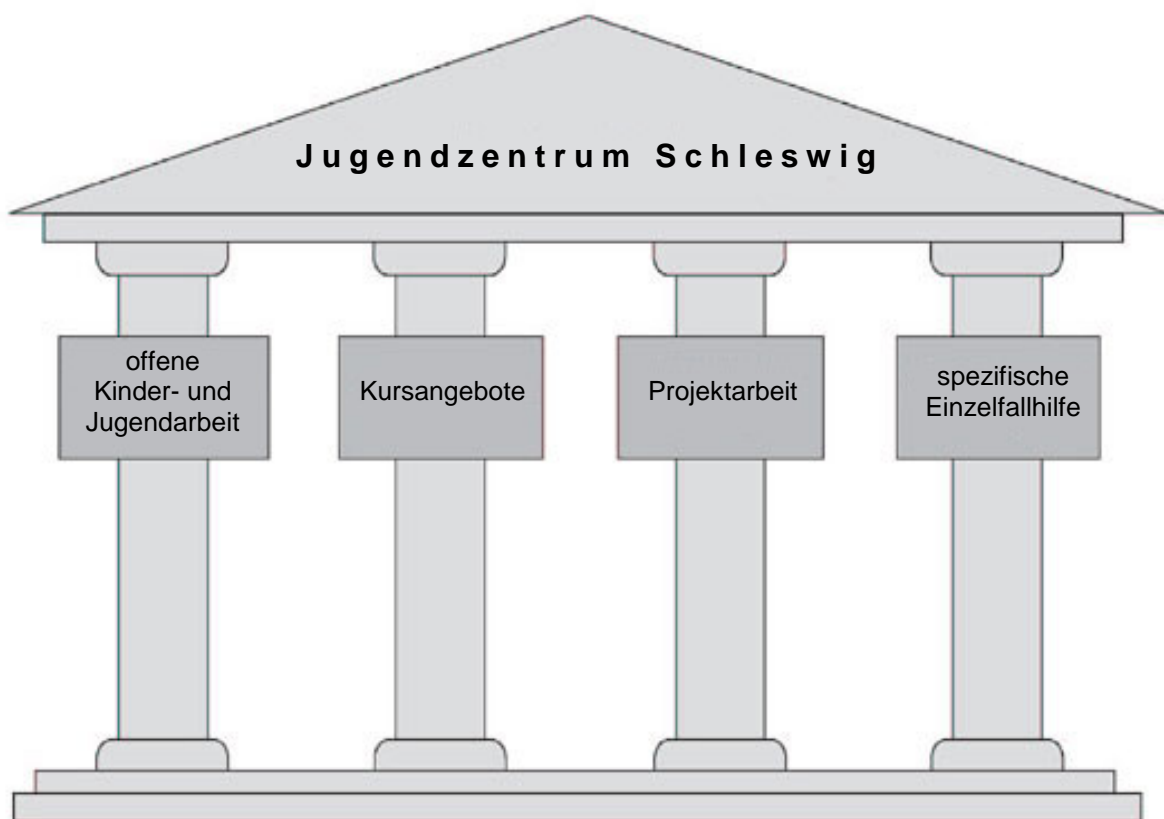 Jugendzentrum Schleswig
offene
Kinder- und
Jugendarbeit
Kursangebote
Projektarbeit
spezifische
Einzelfallhilfe